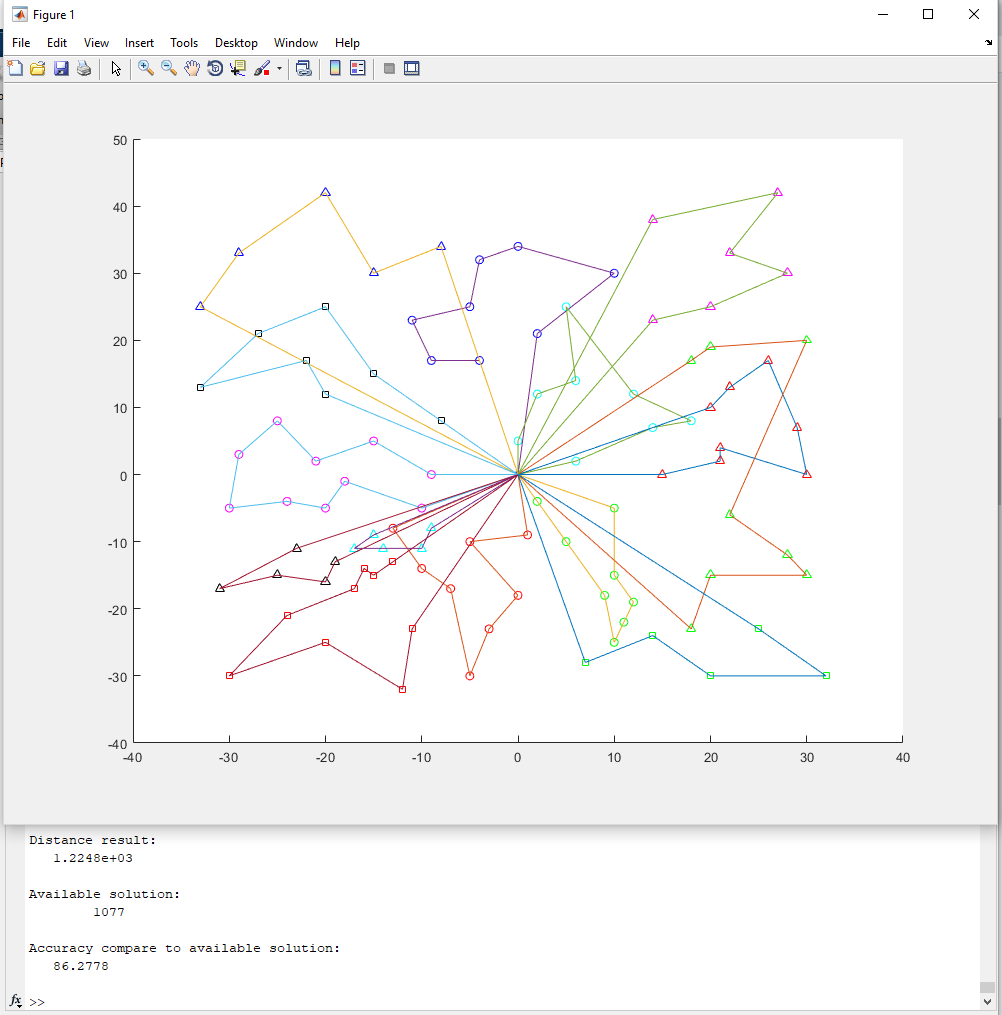 Figure 1
File Edit View Insert Tools Desktop Window Help
50
40
30
20
10
0
-10
-20
-30
-40
-40 -30 -20 -10 0 10 20 30 40
Distance result:
1.2248e+03
Available solution:
1077
Accuracy compare to available solution:
86.2778
fx >>